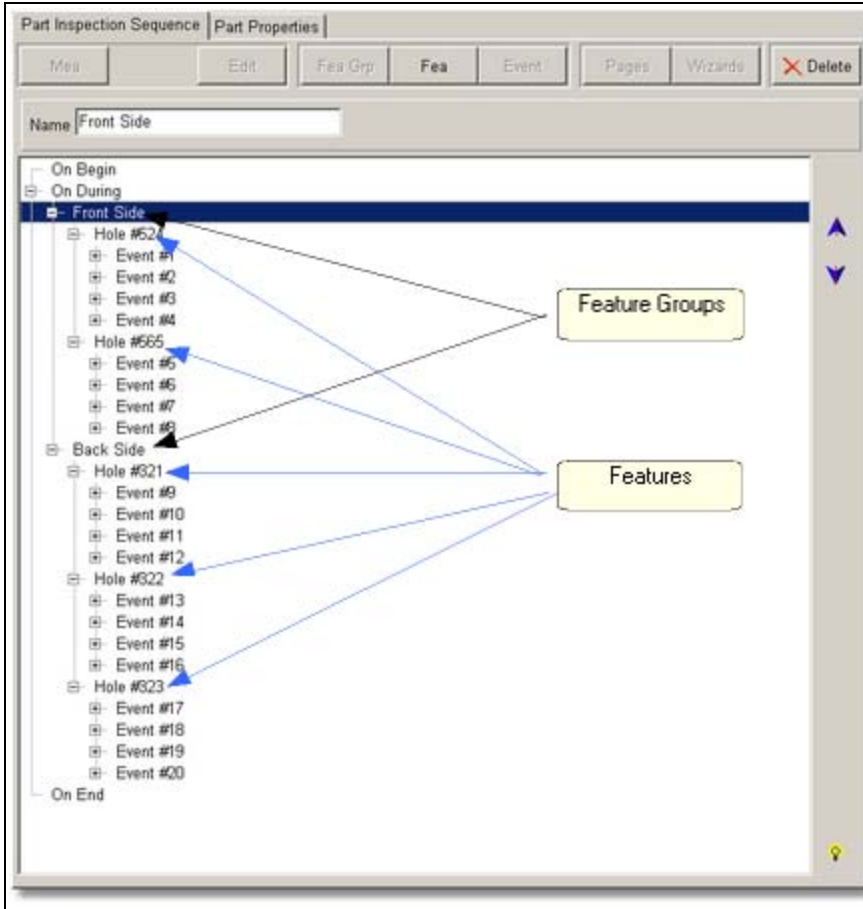 Part Inspection Sequence Part Properties
Mea Edit Fea Grp Fea Event Pages Wizards Delete
Name Front Side
On Begin
On During
Front Side
Hole #524
Event #1
Event #2
Event #3
Event #4
Feature Groups
Hole #565
Event #5
Event #6
Event #7
Event #8
Back Side
Hole #321
Features
Event #9
Event #10
Event #11
Event #12
Hole #322
Event #13
Event #14
Event #15
Event #16
Hole #323
Event #17
Event #18
Event #19
Event #20
On End